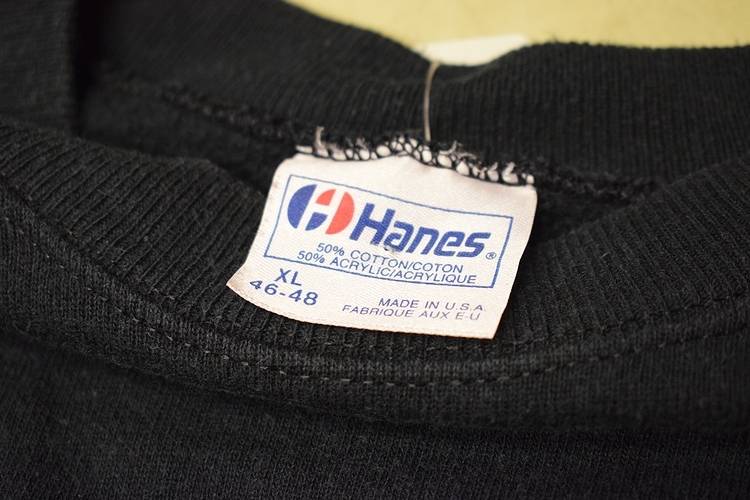 Hanes®
50% COTTON/COTON
50% ACRYLIC/ACRYLIQUE
XL
46-48
MADE IN U.S.A
FABRIQUE AUX E-U